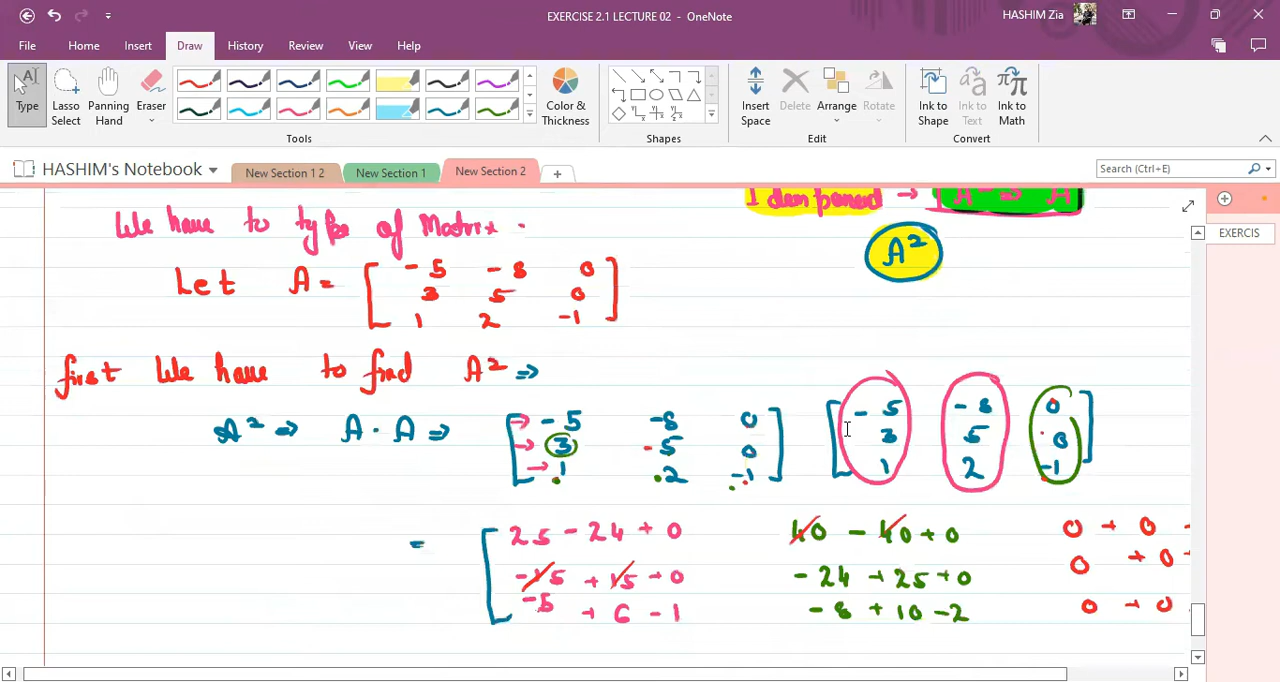 EXERCISE 2.1 LECTURE 02 - OneNote
HASHIM Zia
File Home Insert Draw History Review View Help
Type
Lasso Select
Panning Hand
Eraser
Color & Thickness
Insert Space
Delete
Arrange
Rotate
Ink to Shape
Ink to Text
Ink to Math
Tools
Shapes
Edit
Convert
HASHIM's Notebook
New Section 1 2
New Section 1
New Section 2
Search (Ctrl+E)
EXERCIS
We have to type of Matrix .
A²
Let A = [ -5 -8 0
3 5 0
1 2 -1 ]
first We have to find A² ⇒
A² ⇒ A · A ⇒ [ → -5 -8 0 ] [ -5 -8 0 ]
→ 3 5 0 3 5 0
→ 1 2 -1 1 2 -1
= [ 25 - 24 + 0 40 - 40 + 0 0 + 0
-15 + 15 + 0 - 24 + 25 + 0 0 + 0
-5 + 6 - 1 - 8 + 10 - 2 0 + 0